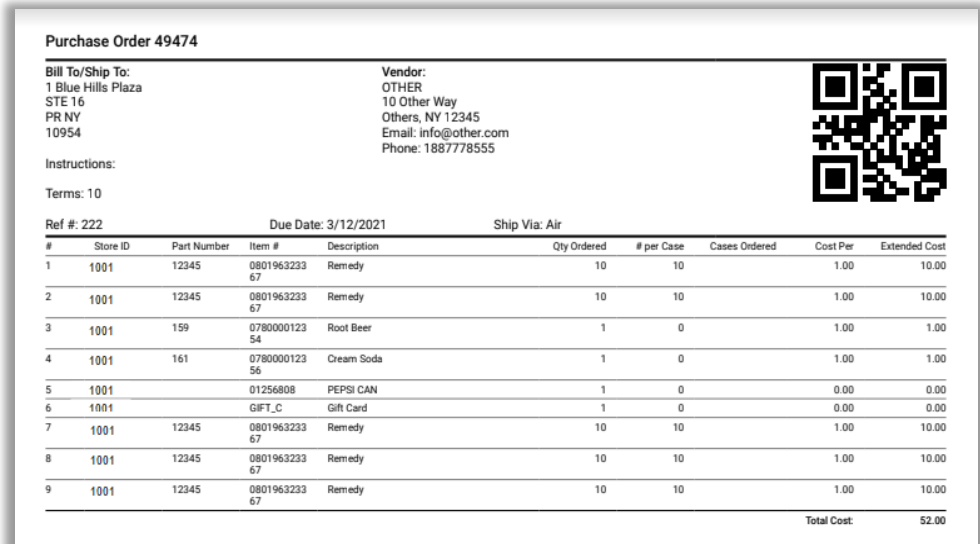 Purchase Order 49474
Bill To/Ship To:
1 Blue Hills Plaza
STE 16
PR NY
10954
Instructions:
Terms: 10
Vendor:
OTHER
10 Other Way
Others, NY 12345
Email: info@other.com
Phone: 1887778555
Ref #: 222 Due Date: 3/12/2021 Ship Via: Air
# Store ID Part Number Item # Description Qty Ordered # per Case Cases Ordered Cost Per Extended Cost
1 1001 12345 0801963233 Remedy 10 10 1.00 10.00
67
2 1001 12345 0801963233 Remedy 10 10 1.00 10.00
67
3 1001 159 0780000123 Root Beer 1 0 1.00 1.00
54
4 1001 161 0780000123 Cream Soda 1 0 1.00 1.00
56
5 1001 01256808 PEPSI CAN 1 0 0.00 0.00
6 1001 GIFT_C Gift Card 1 0 0.00 0.00
7 1001 12345 0801963233 Remedy 10 10 1.00 10.00
67
8 1001 12345 0801963233 Remedy 10 10 1.00 10.00
67
9 1001 12345 0801963233 Remedy 10 10 1.00 10.00
67
Total Cost: 52.00